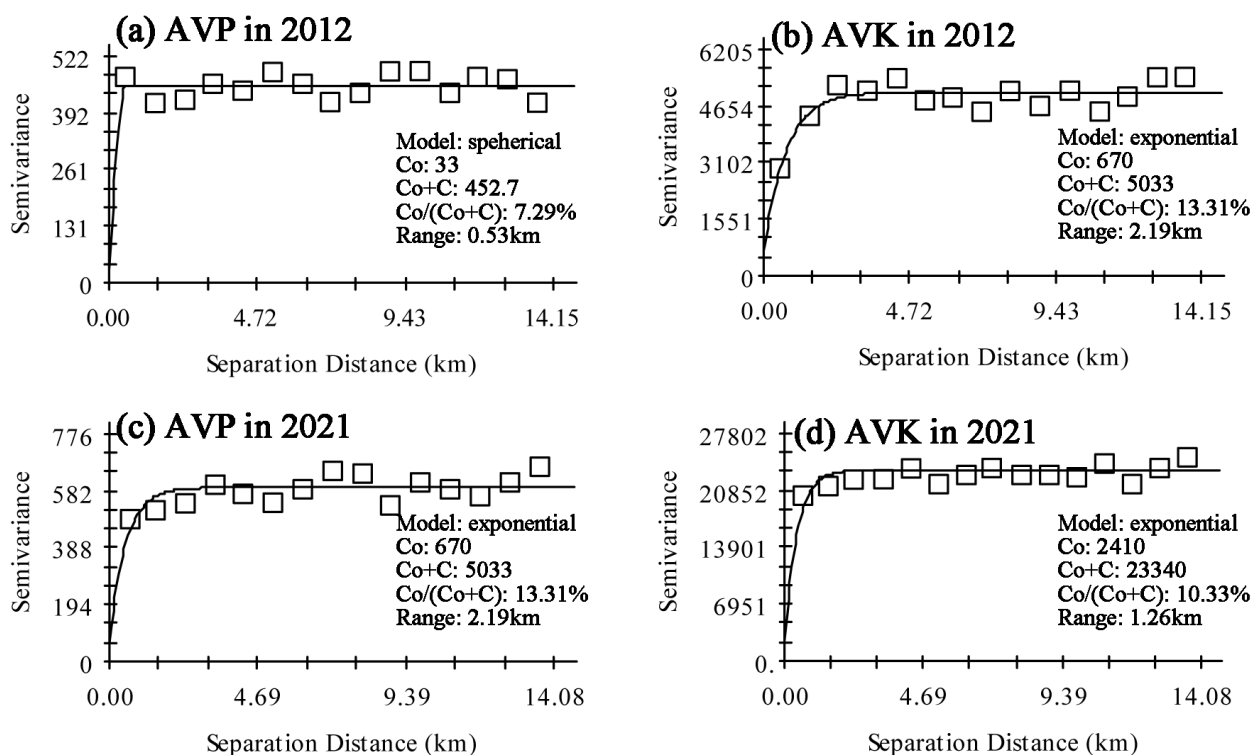 (a) AVP in 2012
Semivariance
522
392
261
131
0
Model: speherical
Co: 33
Co+C: 452.7
Co/(Co+C): 7.29%
Range: 0.53km
0.00 4.72 9.43 14.15
Separation Distance (km)
(b) AVK in 2012
Semivariance
6205
4654
3102
1551
0
Model: exponential
Co: 670
Co+C: 5033
Co/(Co+C): 13.31%
Range: 2.19km
0.00 4.72 9.43 14.15
Separation Distance (km)
(c) AVP in 2021
Semivariance
776
582
388
194
0
Model: exponential
Co: 670
Co+C: 5033
Co/(Co+C): 13.31%
Range: 2.19km
0.00 4.69 9.39 14.08
Separation Distance (km)
(d) AVK in 2021
Semivariance
27802
20852
13901
6951
0.
Model: exponential
Co: 2410
Co+C: 23340
Co/(Co+C): 10.33%
Range: 1.26km
0.00 4.69 9.39 14.08
Separation Distance (km)